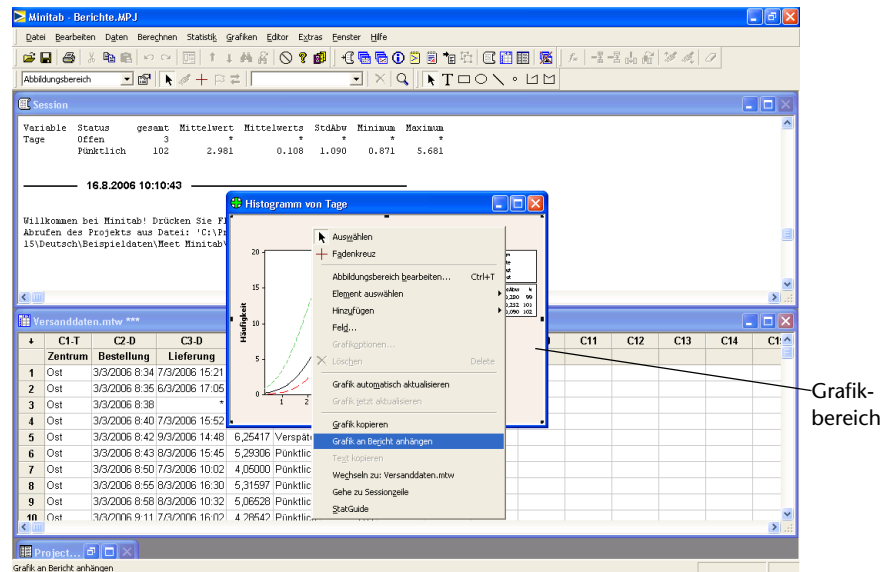 Minitab - Berichte.MPJ
Datei Bearbeiten Daten Berechnen Statistik Grafiken Editor Extras Fenster Hilfe
Abbildungsbereich
Session
Variable Status gesamt Mittelwert Mittelwerts StdAbw Minimum Maximum
Tage Offen 3 * * * * *
Pünktlich 102 2.981 0.108 1.090 0.871 5.681
16.8.2006 10:10:43
Willkommen bei Minitab! Drücken Sie F
Abrufen des Projekts aus Datei: 'C:\Pr
15\Deutsch\Beispieldaten\Meet Minitab\
Histogramm von Tage
Häufigkeit
20
15
10
5
0
1 2
Auswählen
Fadenkreuz
Abbildungsbereich bearbeiten... Ctrl+T
Element auswählen
Hinzufügen
Feld...
Grafikoptionen...
Löschen Delete
Grafik automatisch aktualisieren
Grafik jetzt aktualisieren
Grafik kopieren
Grafik an Bericht anhängen
Text kopieren
Wechseln zu: Versanddaten.mtw
Gehe zu Sessionzeile
StatGuide
Grafik-
bereich
Versanddaten.mtw ***
C1-T C2-D C3-D C11 C12 C13 C14
Zentrum Bestellung Lieferung
1 Ost 3/3/2006 8:34 7/3/2006 15:21
2 Ost 3/3/2006 8:35 6/3/2006 17:05
3 Ost 3/3/2006 8:38 *
4 Ost 3/3/2006 8:40 7/3/2006 15:52
5 Ost 3/3/2006 8:42 9/3/2006 14:48 6,25417 Verspät
6 Ost 3/3/2006 8:43 8/3/2006 15:45 5,29306 Pünktlic
7 Ost 3/3/2006 8:50 7/3/2006 10:02 4,05000 Pünktlic
8 Ost 3/3/2006 8:55 8/3/2006 16:30 5,31597 Pünktlic
9 Ost 3/3/2006 8:58 8/3/2006 10:32 5,06528 Pünktlic
10 Ost 3/3/2006 9:11 7/3/2006 16:02 4,28542 Pünktlic
Project...
Grafik an Bericht anhängen